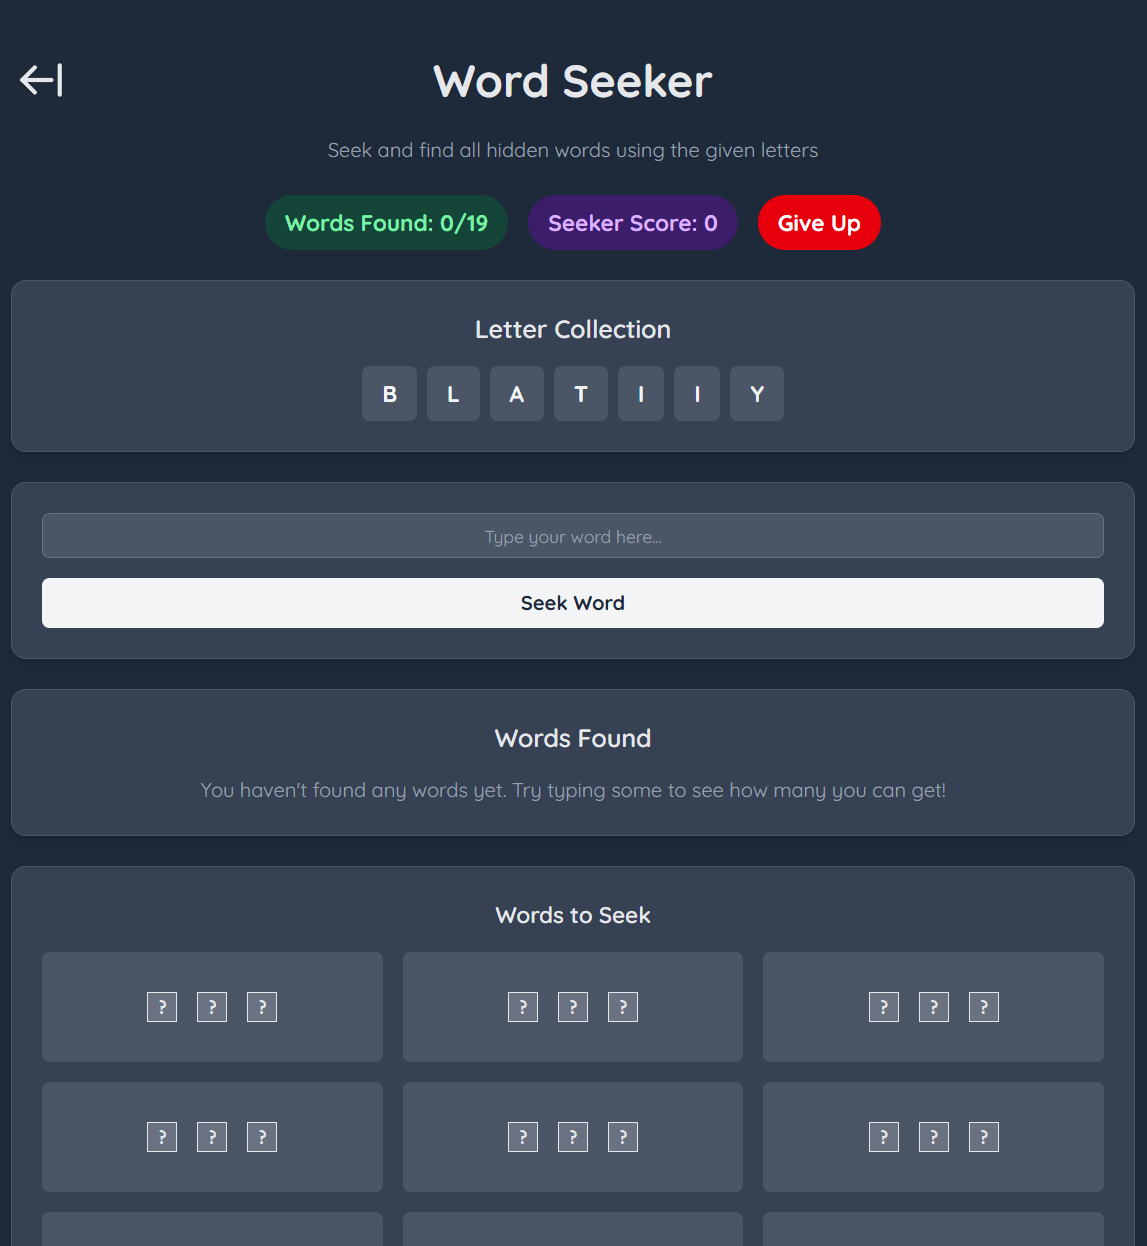 Word Seeker
Seek and find all hidden words using the given letters
Words Found: 0/19 Seeker Score: 0 Give Up
Letter Collection
B L A T I I Y
Type your word here...
Seek Word
Words Found
You haven't found any words yet. Try typing some to see how many you can get!
Words to Seek
? ? ? ? ? ? ? ? ?
? ? ? ? ? ? ? ? ?